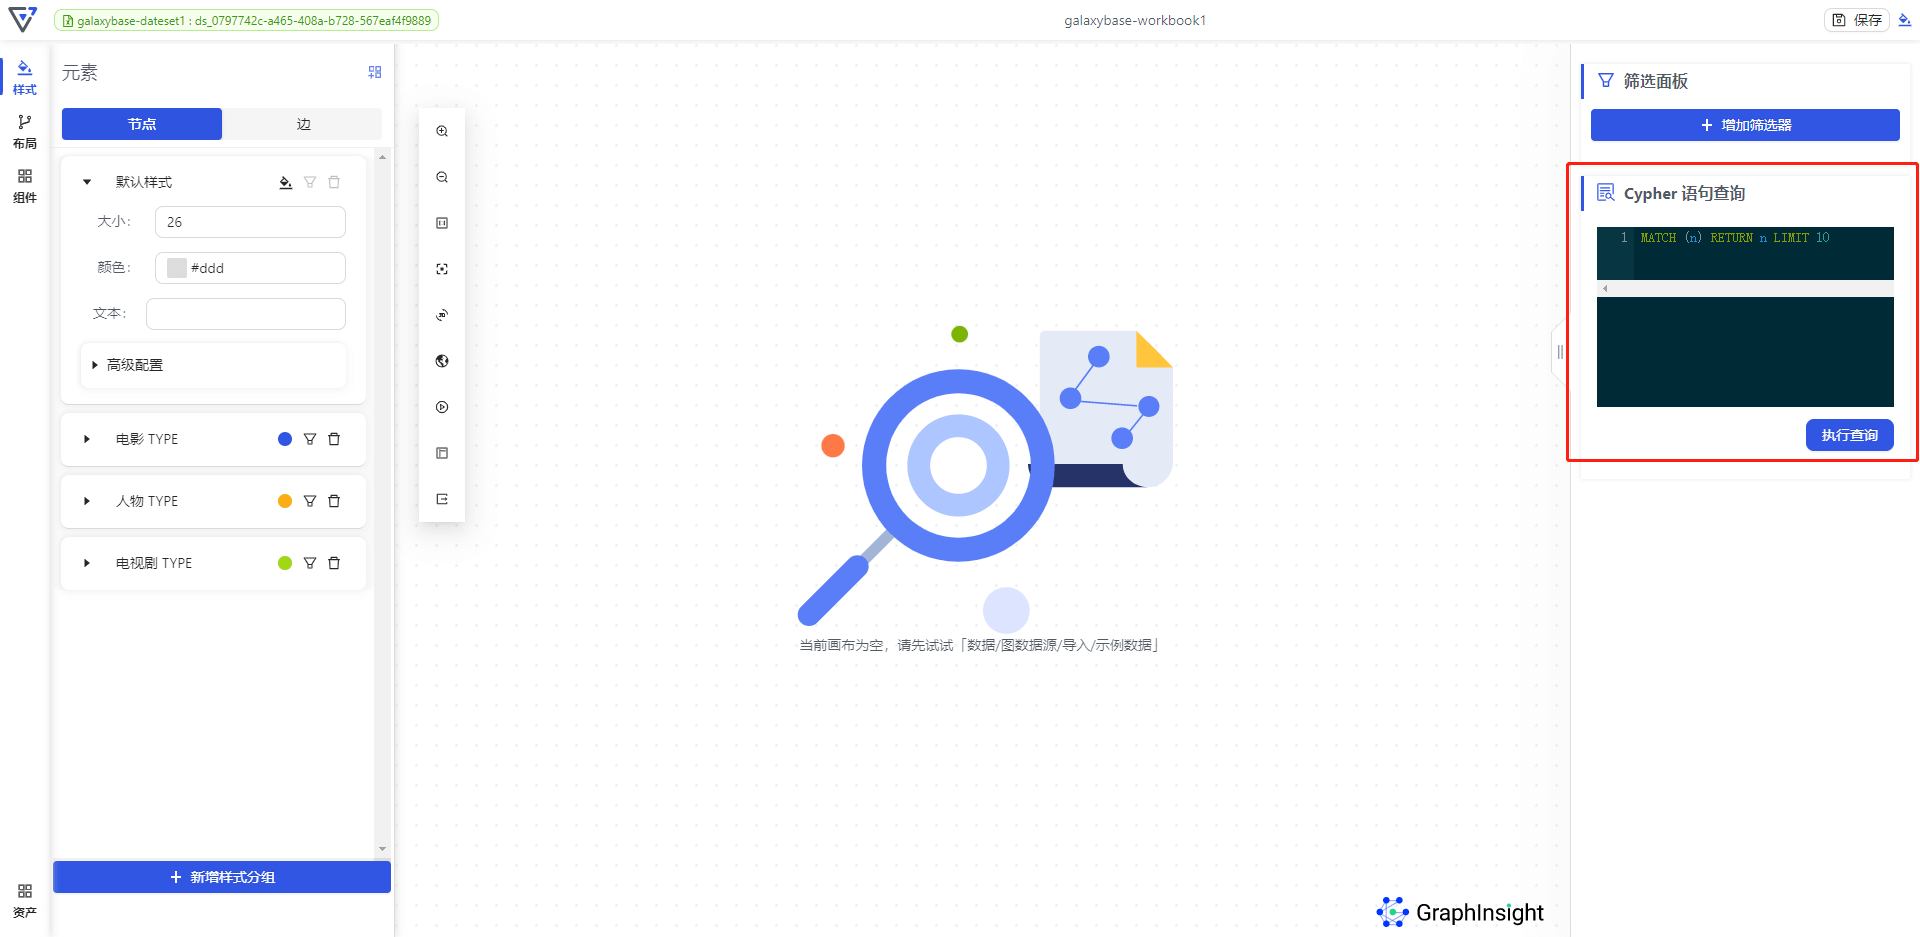 galaxybase-dateset1 : ds_0797742c-a465-408a-b728-567eaf4f9889
galaxybase-workbook1
保存
样式
布局
组件
资产
元素
节点
边
默认样式
大小：
26
颜色：
#ddd
文本：
高级配置
电影 TYPE
人物 TYPE
电视剧 TYPE
新增样式分组
当前画布为空，请先试试「数据/图数据源/导入/示例数据」
GraphInsight
筛选面板
增加筛选器
Cypher 语句查询
1 MATCH (n) RETURN n LIMIT 10
执行查询